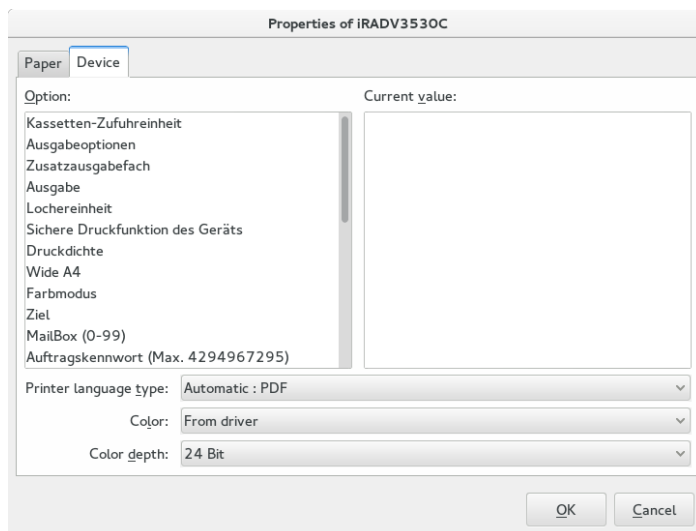 Properties of iRADV3530C
Paper Device
Option: Current value:
Kassetten-Zufuhreinheit
Ausgabeoptionen
Zusatzausgabefach
Ausgabe
Lochereinheit
Sichere Druckfunktion des Geräts
Druckdichte
Wide A4
Farbmodus
Ziel
MailBox (0-99)
Auftragskennwort (Max. 4294967295)
Printer language type: Automatic : PDF
Color: From driver
Color depth: 24 Bit
OK Cancel